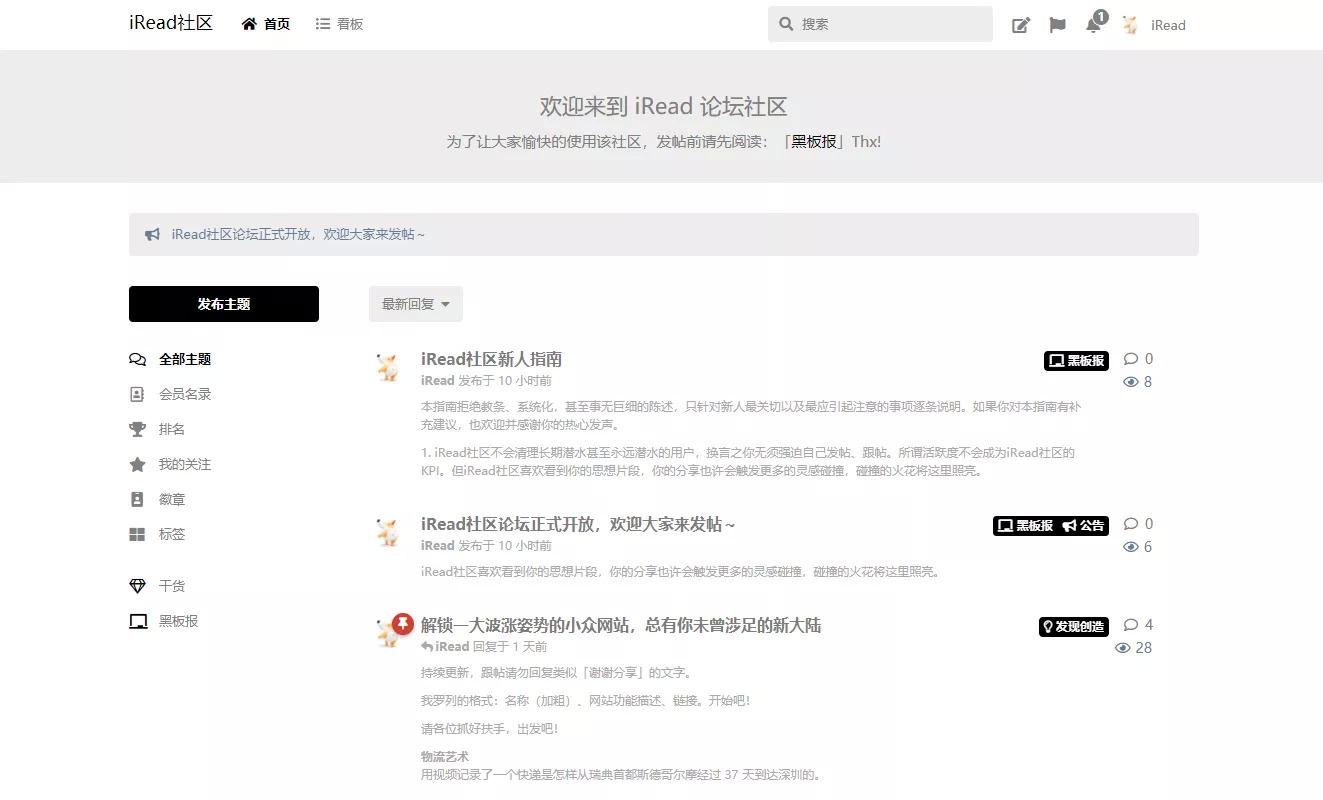 iRead社区 首页 看板 搜索 1 iRead
欢迎来到 iRead 论坛社区
为了让大家愉快的使用该社区，发帖前请先阅读：「黑板报」Thx!
iRead社区论坛正式开放，欢迎大家来发帖～
发布主题
最新回复
全部主题
会员名录
排名
我的关注
徽章
标签
干货
黑板报
iRead社区新人指南 黑板报 0
iRead 发布于 10 小时前 8
本指南拒绝教条、系统化，甚至事无巨细的陈述，只针对新人最关切以及最应引起注意的事项逐条说明。如果你对本指南有补
充建议，也欢迎并感谢你的热心发声。
1. iRead社区不会清理长期潜水甚至永远潜水的用户，换言之你无须强迫自己发帖、跟帖。所谓活跃度不会成为iRead社区的
KPI。但iRead社区喜欢看到你的思想片段，你的分享也许会触发更多的灵感碰撞，碰撞的火花将这里照亮。
iRead社区论坛正式开放，欢迎大家来发帖～ 黑板报 公告 0
iRead 发布于 10 小时前 6
iRead社区喜欢看到你的思想片段，你的分享也许会触发更多的灵感碰撞，碰撞的火花将这里照亮。
解锁一大波涨姿势的小众网站，总有你未曾涉足的新大陆 发现创造 4
iRead 回复于 1 天前 28
持续更新，跟帖请勿回复类似「谢谢分享」的文字。
我罗列的格式：名称（加粗）、网站功能描述、链接。开始吧！
请各位抓好扶手，出发吧！
物流艺术
用视频记录了一个快递是怎样从瑞典首都斯德哥尔摩经过 37 天到达深圳的。